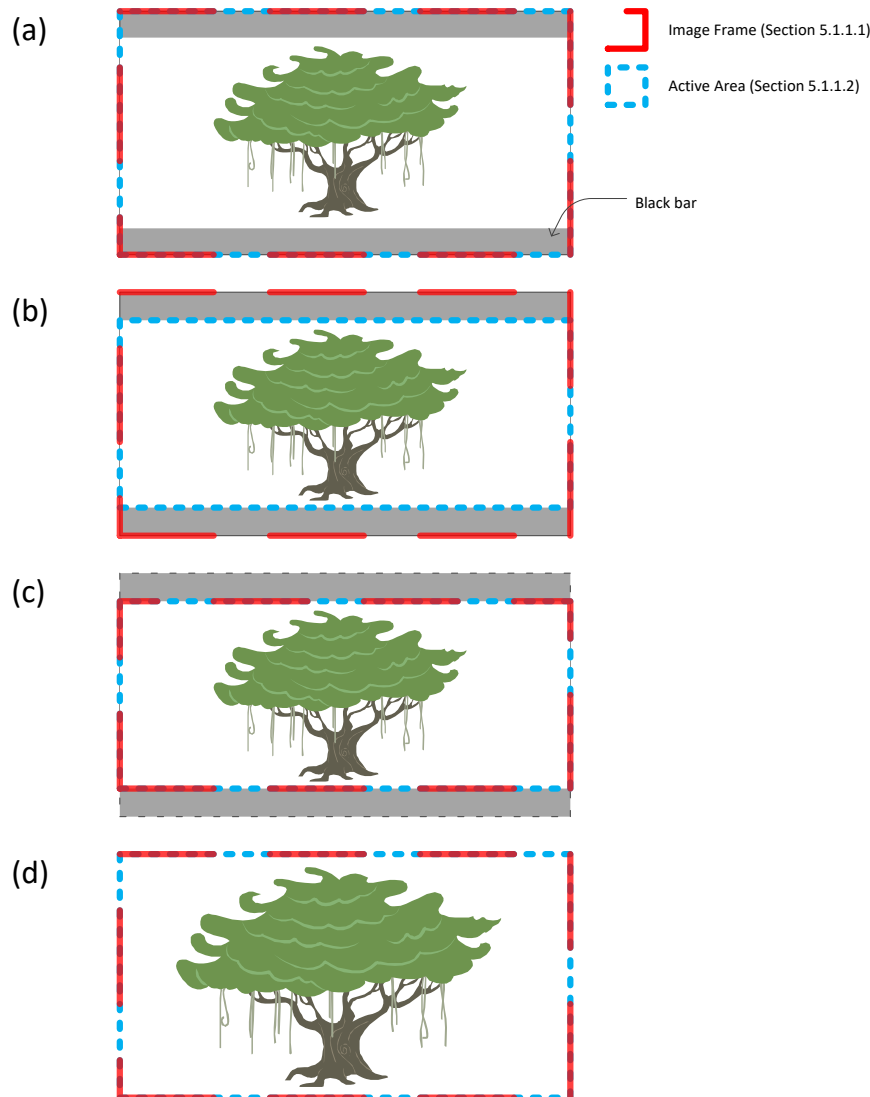 (a)
Image Frame (Section 5.1.1.1)
Active Area (Section 5.1.1.2)
Black bar
(b)
(c)
(d)